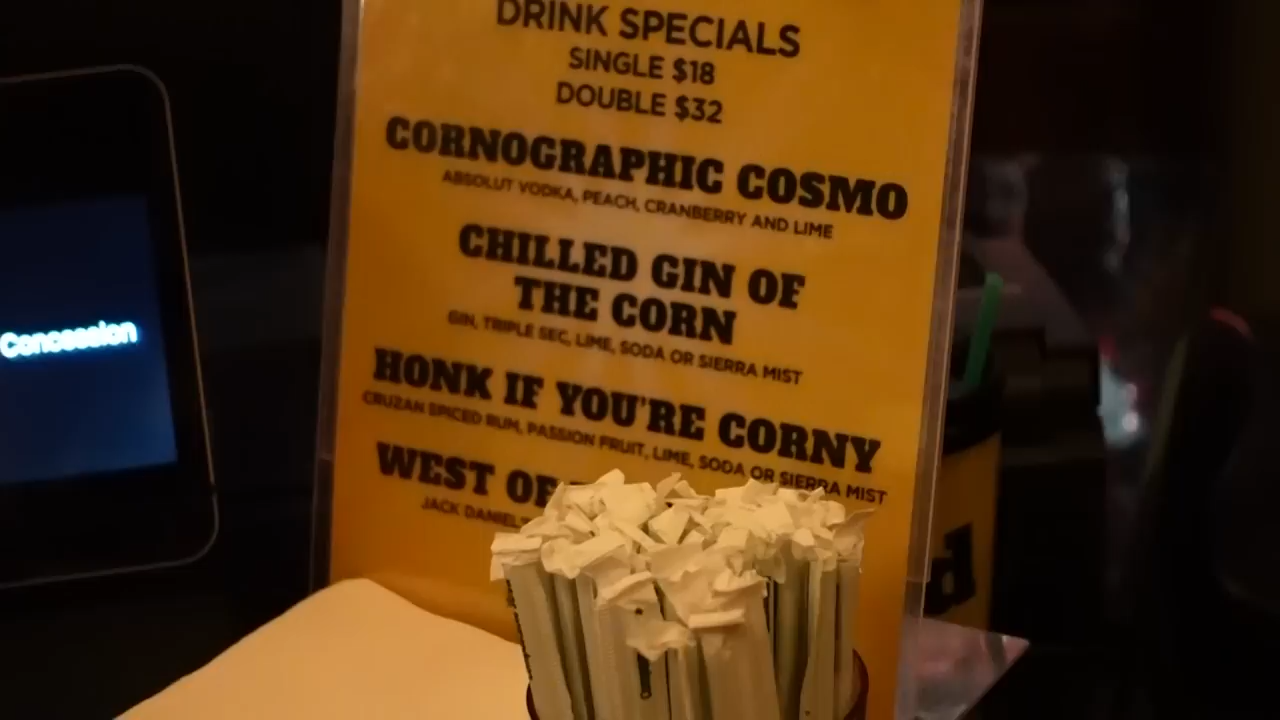 DRINK SPECIALS
SINGLE $18
DOUBLE $32
CORNOGRAPHIC COSMO
ABSOLUT VODKA, PEACH, CRANBERRY AND LIME
CHILLED GIN OF
THE CORN
GIN, TRIPLE SEC, LIME, SODA OR SIERRA MIST
HONK IF YOU'RE CORNY
CRUZAN SPICED RUM, PASSION FRUIT, LIME, SODA OR SIERRA MIST
WEST OF
JACK DANIEL'
Concession
d